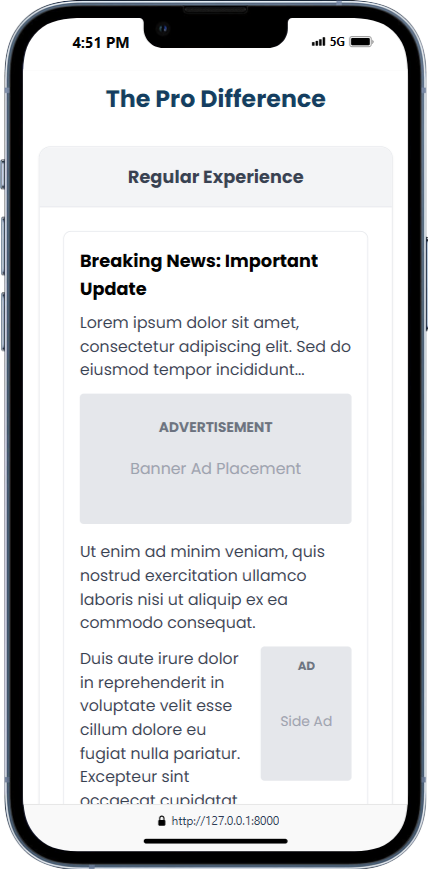 4:51 PM 5G
The Pro Difference
Regular Experience
Breaking News: Important
Update
Lorem ipsum dolor sit amet,
consectetur adipiscing elit. Sed do
eiusmod tempor incididunt...
ADVERTISEMENT
Banner Ad Placement
Ut enim ad minim veniam, quis
nostrud exercitation ullamco
laboris nisi ut aliquip ex ea
commodo consequat.
Duis aute irure dolor
in reprehenderit in
voluptate velit esse
cillum dolore eu
fugiat nulla pariatur.
Excepteur sint
occaecat cupidatat
AD
Side Ad
http://127.0.0.1:8000